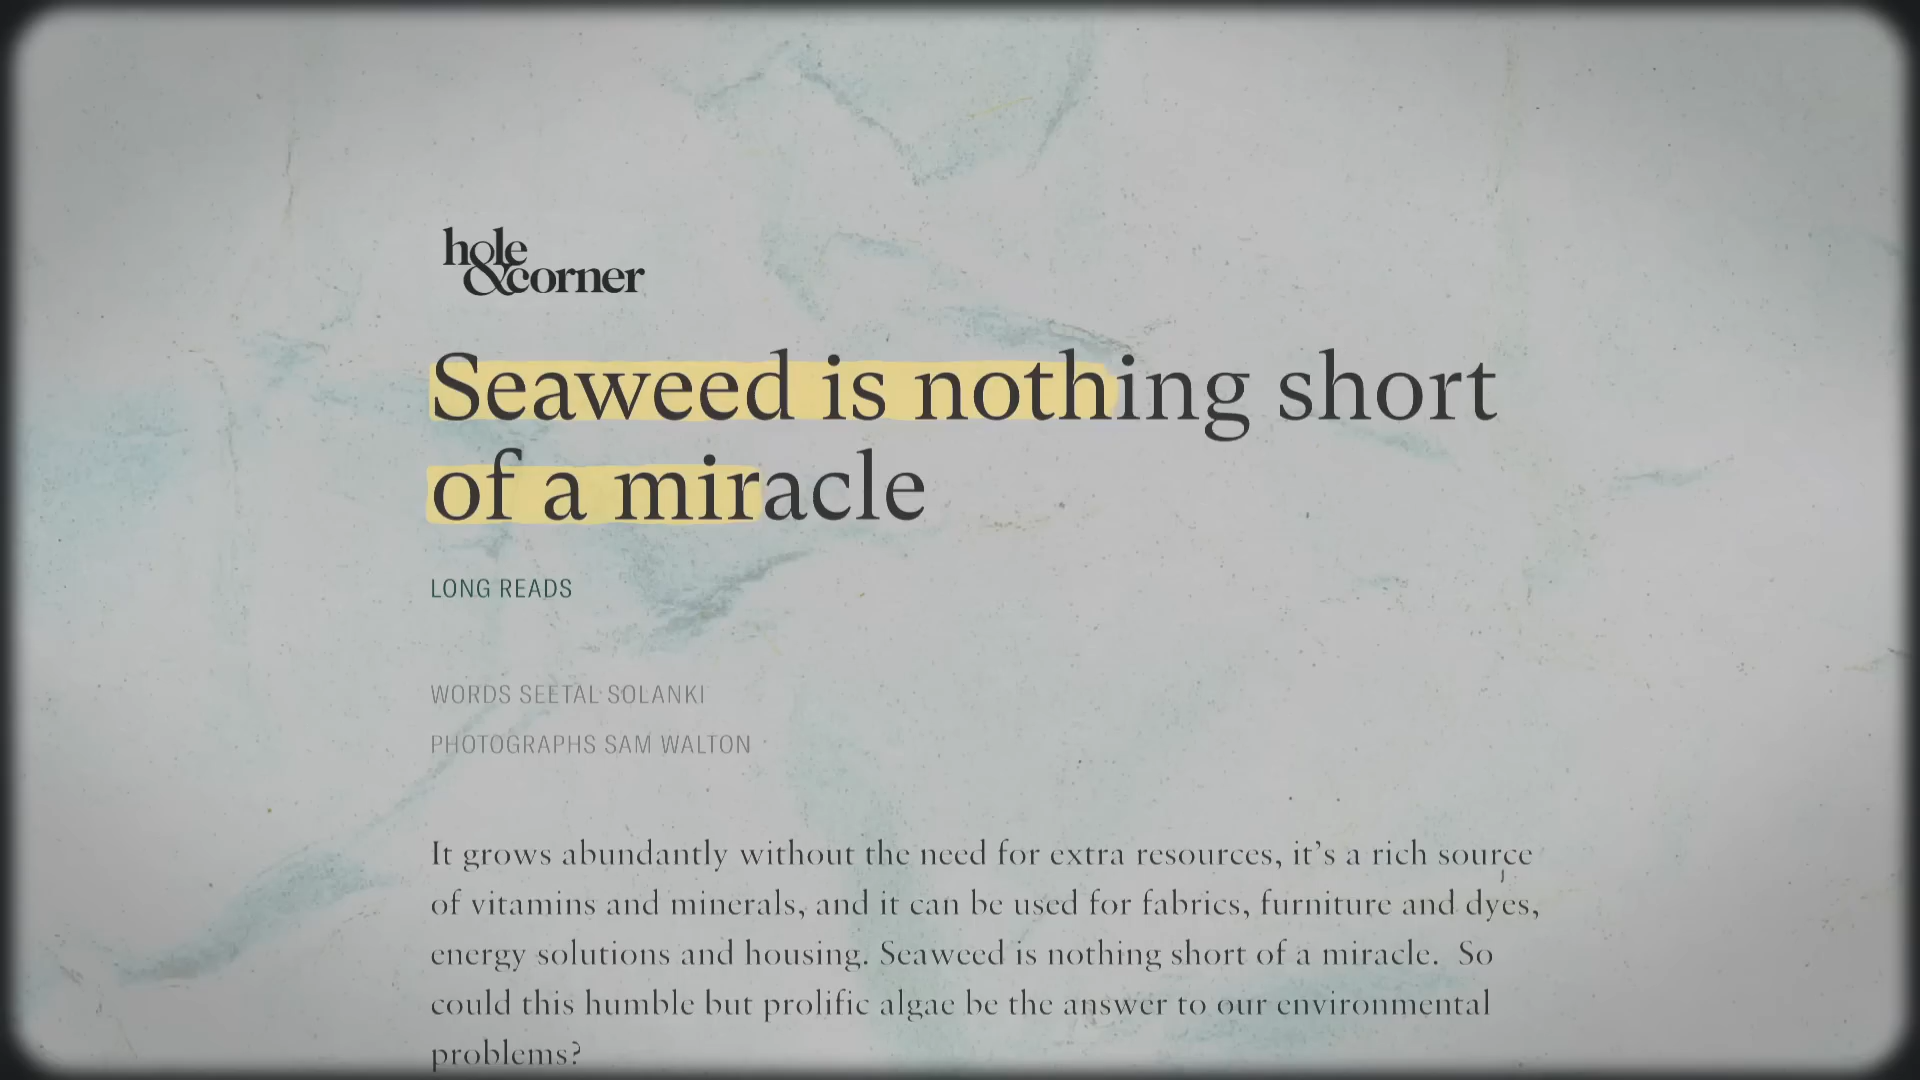 hole
&corner
Seaweed is nothing short
of a miracle
LONG READS
WORDS SEETAL SOLANKI
PHOTOGRAPHS SAM WALTON
It grows abundantly without the need for extra resources, it’s a rich source
of vitamins and minerals, and it can be used for fabrics, furniture and dyes,
energy solutions and housing. Seaweed is nothing short of a miracle.  So
could this humble but prolific algae be the answer to our environmental
problems?